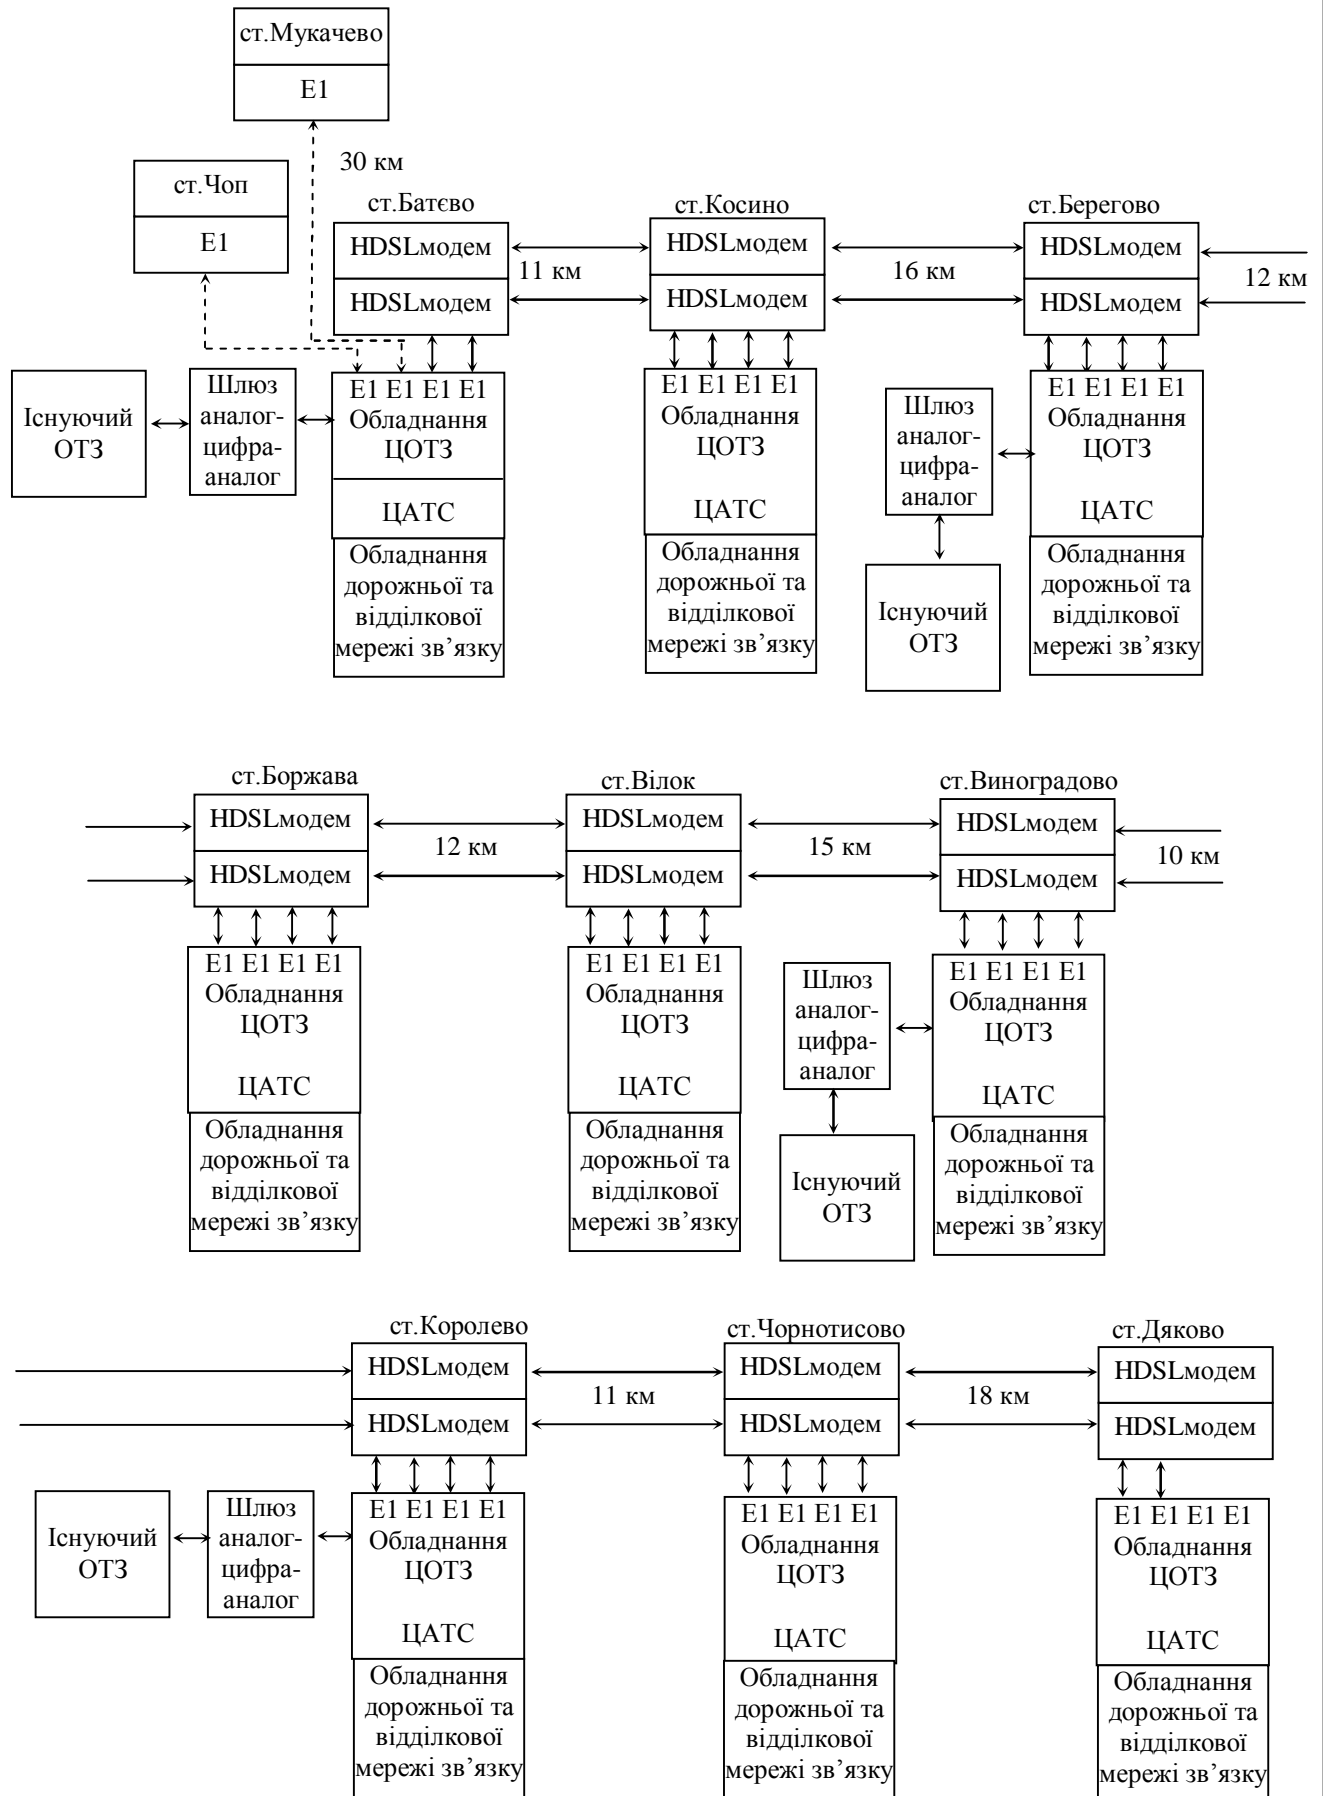 ст.Мукачево
Е1
30 км
ст.Чоп
Е1
ст.Батєво
HDSLмодем
HDSLмодем
11 км
ст.Косино
HDSLмодем
HDSLмодем
16 км
ст.Берегово
HDSLмодем
HDSLмодем
12 км
Існуючий
ОТЗ
Шлюз
аналог-
цифра-
аналог
Е1 Е1 Е1 Е1
Обладнання
ЦОТЗ
ЦАТС
Обладнання
дорожньої та
відділкової
мережі зв’язку
Е1 Е1 Е1 Е1
Обладнання
ЦОТЗ
ЦАТС
Обладнання
дорожньої та
відділкової
мережі зв’язку
Шлюз
аналог-
цифра-
аналог
Існуючий
ОТЗ
Е1 Е1 Е1 Е1
Обладнання
ЦОТЗ
ЦАТС
Обладнання
дорожньої та
відділкової
мережі зв’язку
ст.Боржава
HDSLмодем
HDSLмодем
12 км
ст.Вілок
HDSLмодем
HDSLмодем
15 км
ст.Виноградово
HDSLмодем
HDSLмодем
10 км
Е1 Е1 Е1 Е1
Обладнання
ЦОТЗ
ЦАТС
Обладнання
дорожньої та
відділкової
мережі зв’язку
Е1 Е1 Е1 Е1
Обладнання
ЦОТЗ
ЦАТС
Обладнання
дорожньої та
відділкової
мережі зв’язку
Шлюз
аналог-
цифра-
аналог
Існуючий
ОТЗ
Е1 Е1 Е1 Е1
Обладнання
ЦОТЗ
ЦАТС
Обладнання
дорожньої та
відділкової
мережі зв’язку
ст.Королево
HDSLмодем
HDSLмодем
11 км
ст.Чорнотисово
HDSLмодем
HDSLмодем
18 км
ст.Дяково
HDSLмодем
HDSLмодем
Існуючий
ОТЗ
Шлюз
аналог-
цифра-
аналог
Е1 Е1 Е1 Е1
Обладнання
ЦОТЗ
ЦАТС
Обладнання
дорожньої та
відділкової
мережі зв’язку
Е1 Е1 Е1 Е1
Обладнання
ЦОТЗ
ЦАТС
Обладнання
дорожньої та
відділкової
мережі зв’язку
Е1 Е1 Е1 Е1
Обладнання
ЦОТЗ
ЦАТС
Обладнання
дорожньої та
відділкової
мережі зв’язку